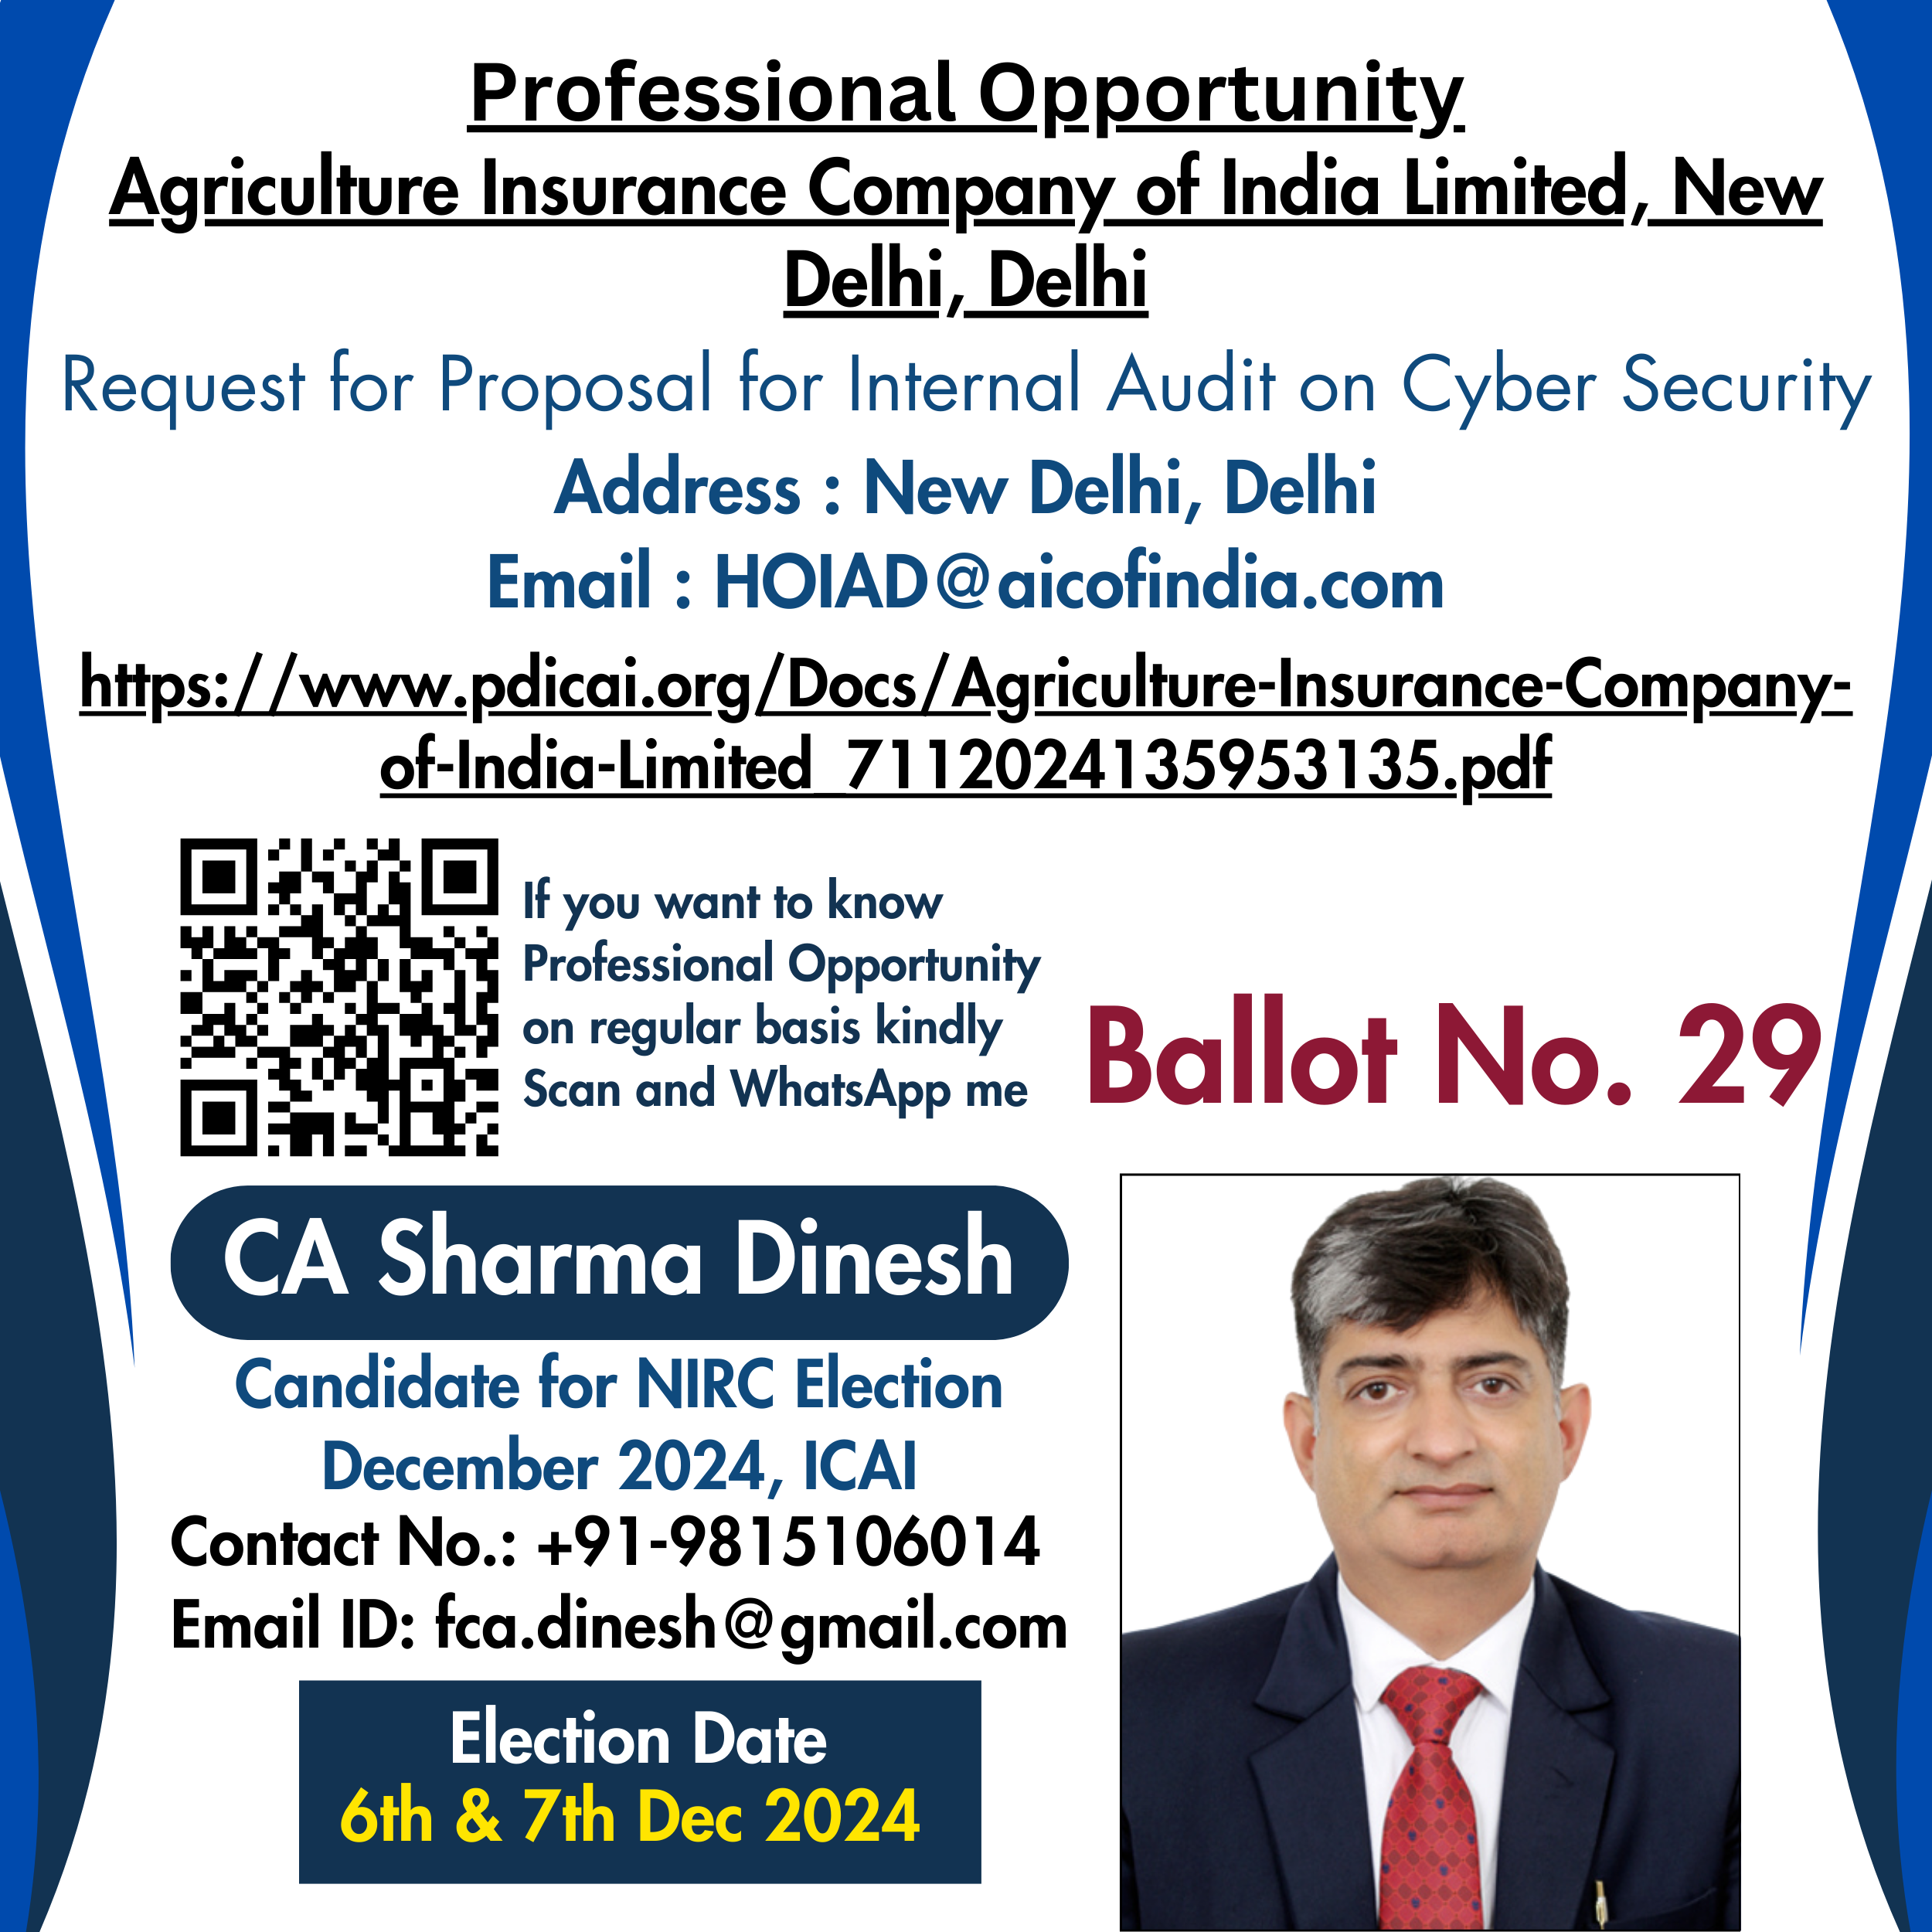 Professional Opportunity
Agriculture Insurance Company of India Limited, New
Delhi, Delhi
Request for Proposal for Internal Audit on Cyber Security
Address : New Delhi, Delhi
Email : HOIAD@aicofindia.com
https://www.pdicai.org/Docs/Agriculture-Insurance-Company-
of-India-Limited_7112024135953135.pdf
If you want to know
Professional Opportunity
on regular basis kindly
Scan and WhatsApp me
Ballot No. 29
CA Sharma Dinesh
Candidate for NIRC Election
December 2024, ICAI
Contact No.: +91-9815106014
Email ID: fca.dinesh@gmail.com
Election Date
6th & 7th Dec 2024